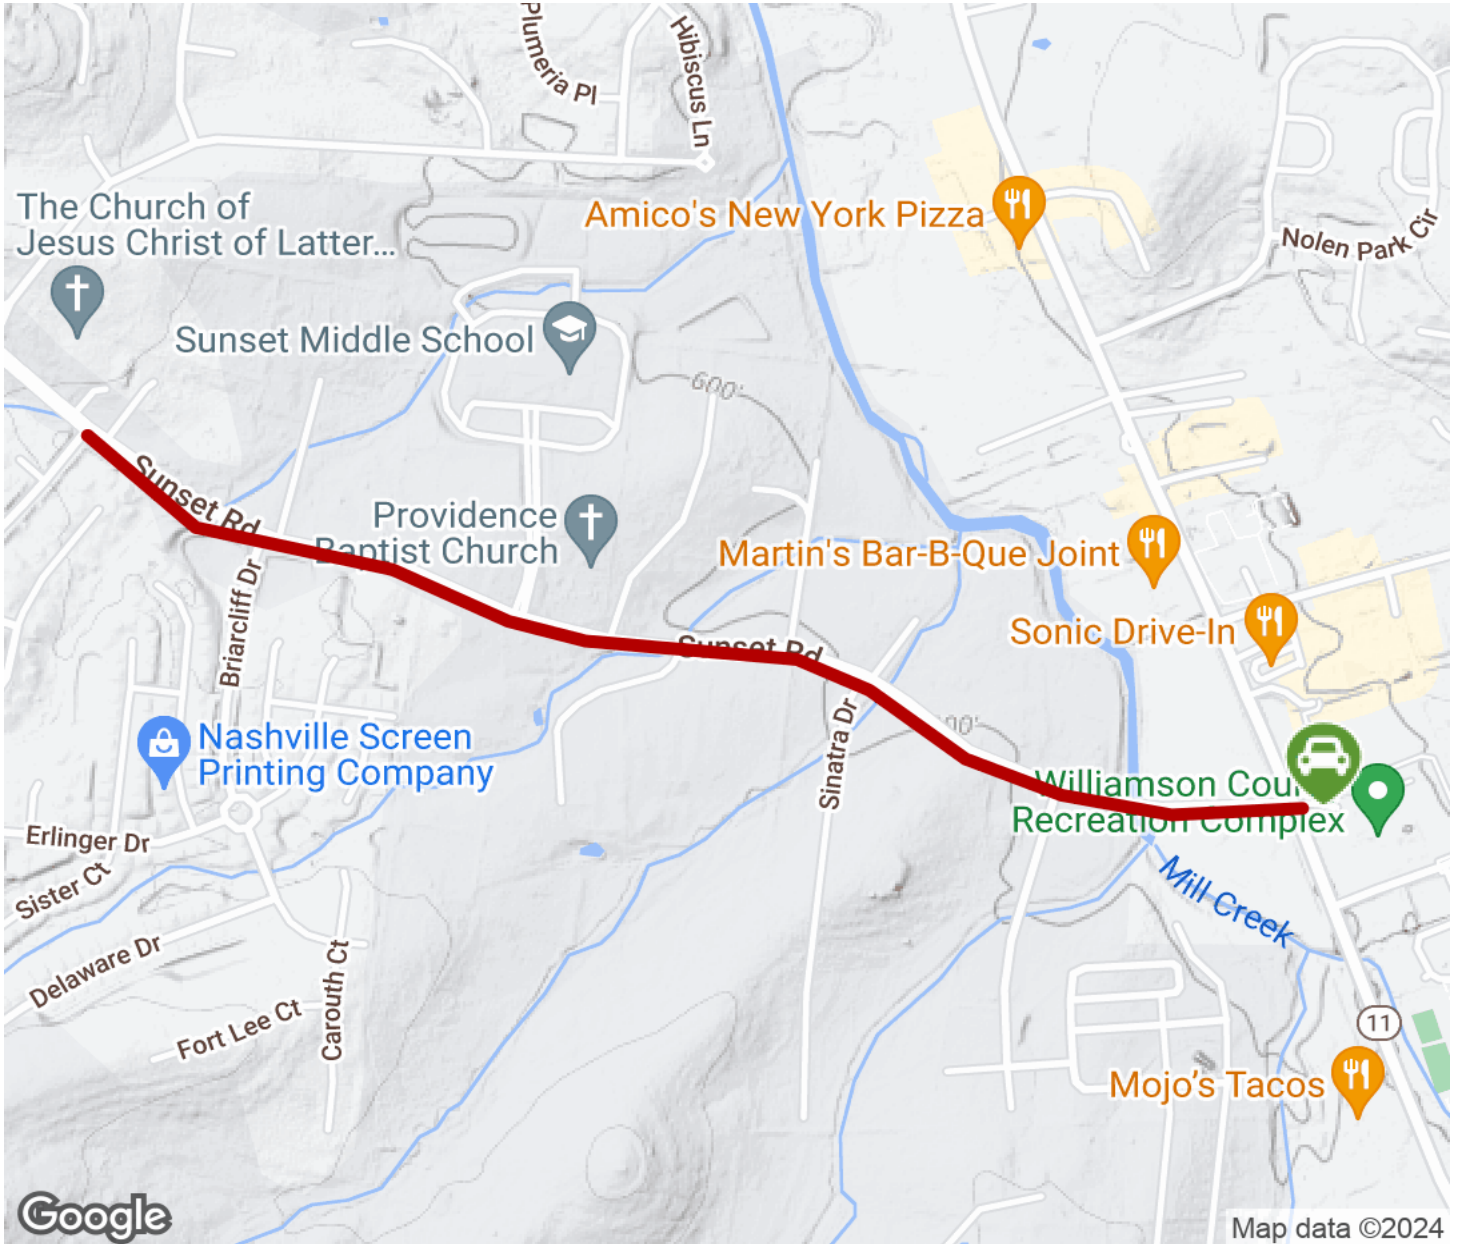 Plumeria Pl
Hibiscus Ln
The Church of
Jesus Christ of Latter...
Amico's New York Pizza
Nolen Park Cir
Sunset Middle School
600'
Sunset Rd
Providence
Baptist Church
Martin's Bar-B-Que Joint
Sonic Drive-In
Briarcliff Dr
Sunset Rd
Sinatra Dr
Nashville Screen
Printing Company
Williamson Cou
Recreation Complex
Erlinger Dr
Sister Ct
Mill Creek
Delaware Dr
Carouth Ct
Fort Lee Ct
11
Mojo's Tacos
Google
Map data ©2024